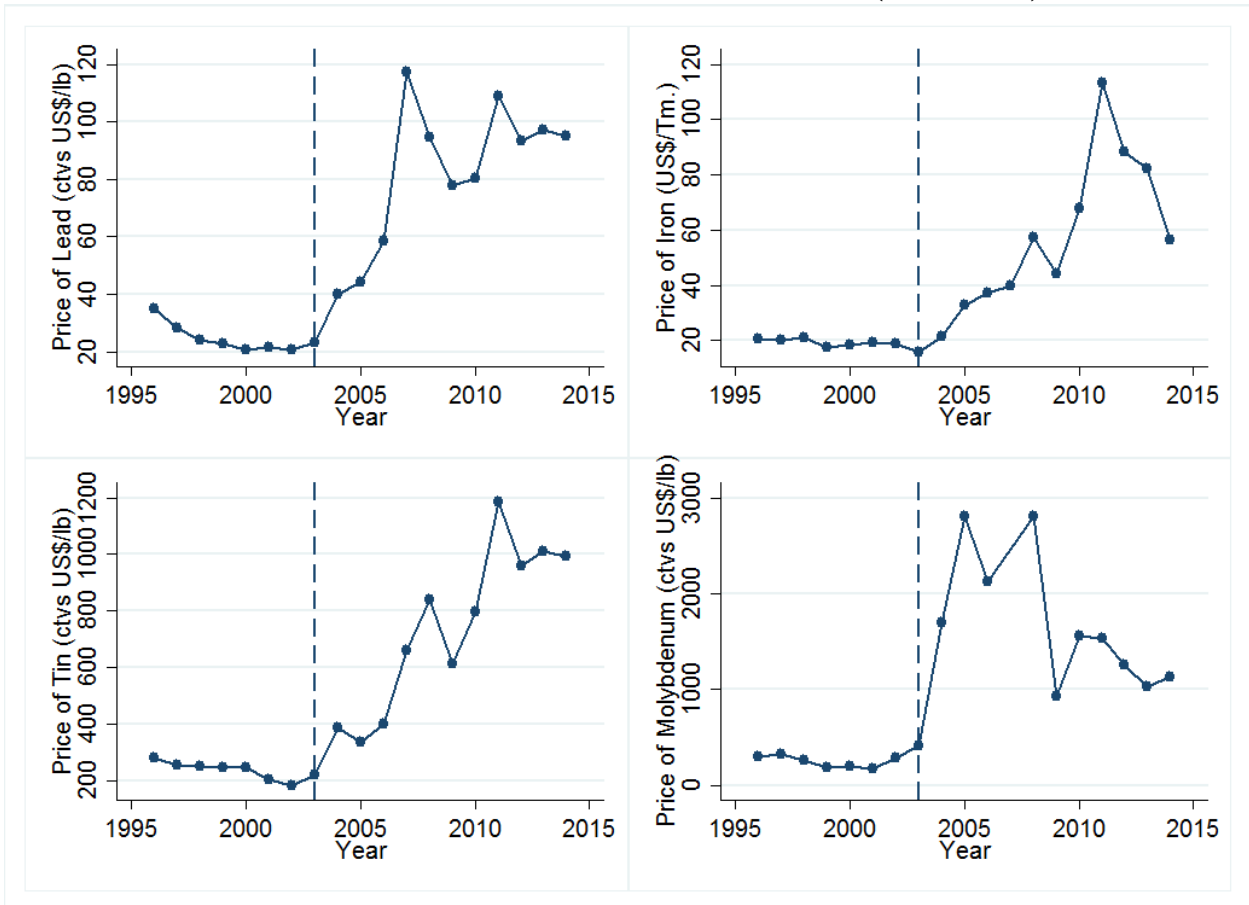 Price of Lead (ctvs US$/lb)
120
100
80
60
40
20
1995 2000 2005 2010 2015
Year
Price of Iron (US$/Tm.)
120
100
80
60
40
20
1995 2000 2005 2010 2015
Year
Price of Tin (ctvs US$/lb)
1200
1000
800
600
400
200
1995 2000 2005 2010 2015
Year
Price of Molybdenum (ctvs US$/lb)
3000
2000
1000
0
1995 2000 2005 2010 2015
Year